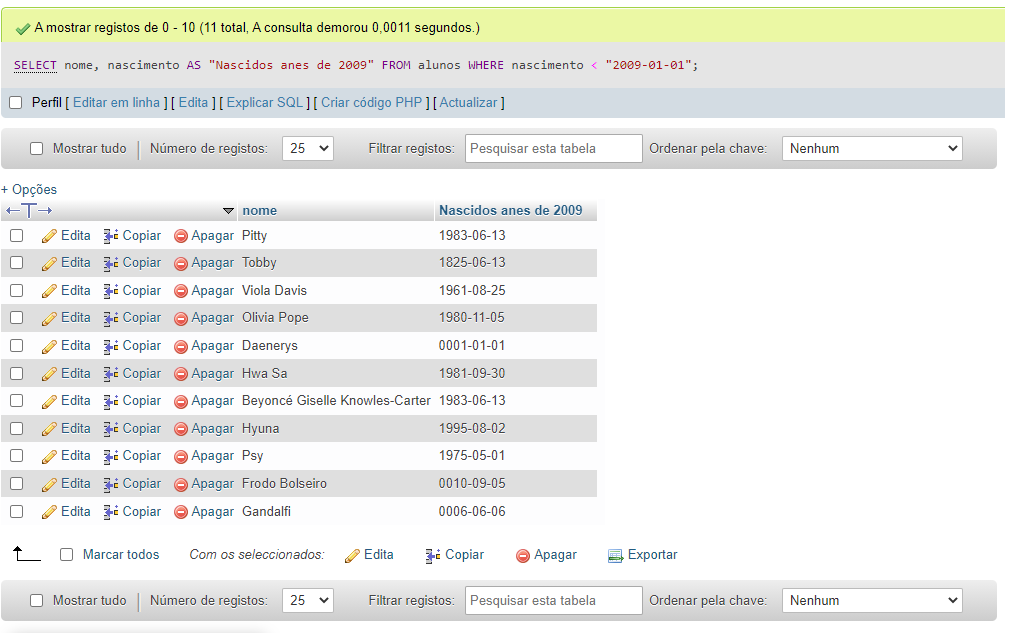 A mostrar registos de 0 - 10 (11 total, A consulta demorou 0,0011 segundos.)
SELECT nome, nascimento AS "Nascidos anes de 2009" FROM alunos WHERE nascimento < "2009-01-01";
Perfil [ Editar em linha ] [ Edita ] [ Explicar SQL ] [ Criar código PHP ] [ Actualizar ]
Mostrar tudo Número de registos: 25 Filtrar registos: Pesquisar esta tabela Ordenar pela chave: Nenhum
+ Opções
←T→ nome Nascidos anes de 2009
Edita Copiar Apagar Pitty 1983-06-13
Edita Copiar Apagar Tobby 1825-06-13
Edita Copiar Apagar Viola Davis 1961-08-25
Edita Copiar Apagar Olivia Pope 1980-11-05
Edita Copiar Apagar Daenerys 0001-01-01
Edita Copiar Apagar Hwa Sa 1981-09-30
Edita Copiar Apagar Beyoncé Giselle Knowles-Carter 1983-06-13
Edita Copiar Apagar Hyuna 1995-08-02
Edita Copiar Apagar Psy 1975-05-01
Edita Copiar Apagar Frodo Bolseiro 0010-09-05
Edita Copiar Apagar Gandalfi 0006-06-06
Marcar todos Com os seleccionados: Edita Copiar Apagar Exportar
Mostrar tudo Número de registos: 25 Filtrar registos: Pesquisar esta tabela Ordenar pela chave: Nenhum